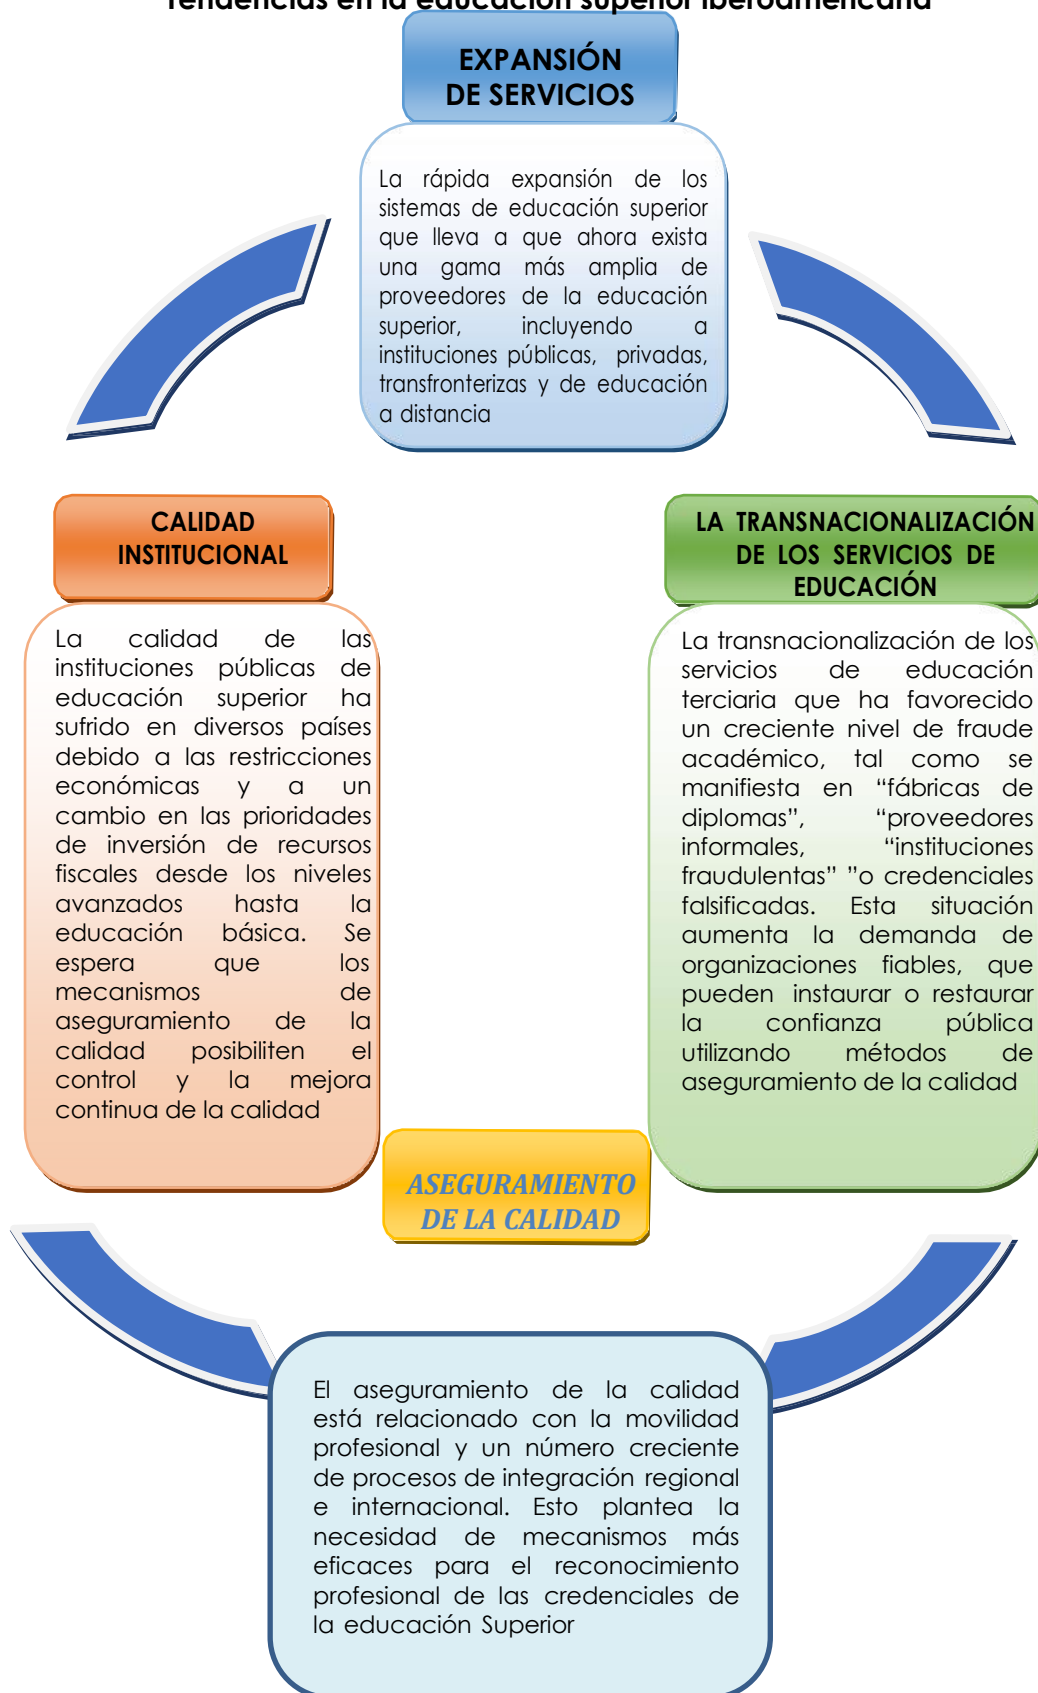 Tendencias en la educación superior iberoamericana
EXPANSIÓN
DE SERVICIOS
La rápida expansión de los
sistemas de educación superior
que lleva a que ahora exista
una gama más amplia de
proveedores de la educación
superior, incluyendo a
instituciones públicas, privadas,
transfronterizas y de educación
a distancia
CALIDAD
INSTITUCIONAL
La calidad de las
instituciones públicas de
educación superior ha
sufrido en diversos países
debido a las restricciones
económicas y a un
cambio en las prioridades
de inversión de recursos
fiscales desde los niveles
avanzados hasta la
educación básica. Se
espera que los
mecanismos de
aseguramiento de la
calidad posibiliten el
control y la mejora
continua de la calidad
LA TRANSNACIONALIZACIÓN
DE LOS SERVICIOS DE
EDUCACIÓN
La transnacionalización de los
servicios de educación
terciaria que ha favorecido
un creciente nivel de fraude
académico, tal como se
manifiesta en “fábricas de
diplomas”, “proveedores
informales, “instituciones
fraudulentas” ”o credenciales
falsificadas. Esta situación
aumenta la demanda de
organizaciones fiables, que
pueden instaurar o restaurar
la confianza pública
utilizando métodos de
aseguramiento de la calidad
ASEGURAMIENTO
DE LA CALIDAD
El aseguramiento de la calidad
está relacionado con la movilidad
profesional y un número creciente
de procesos de integración regional
e internacional. Esto plantea la
necesidad de mecanismos más
eficaces para el reconocimiento
profesional de las credenciales de
la educación Superior